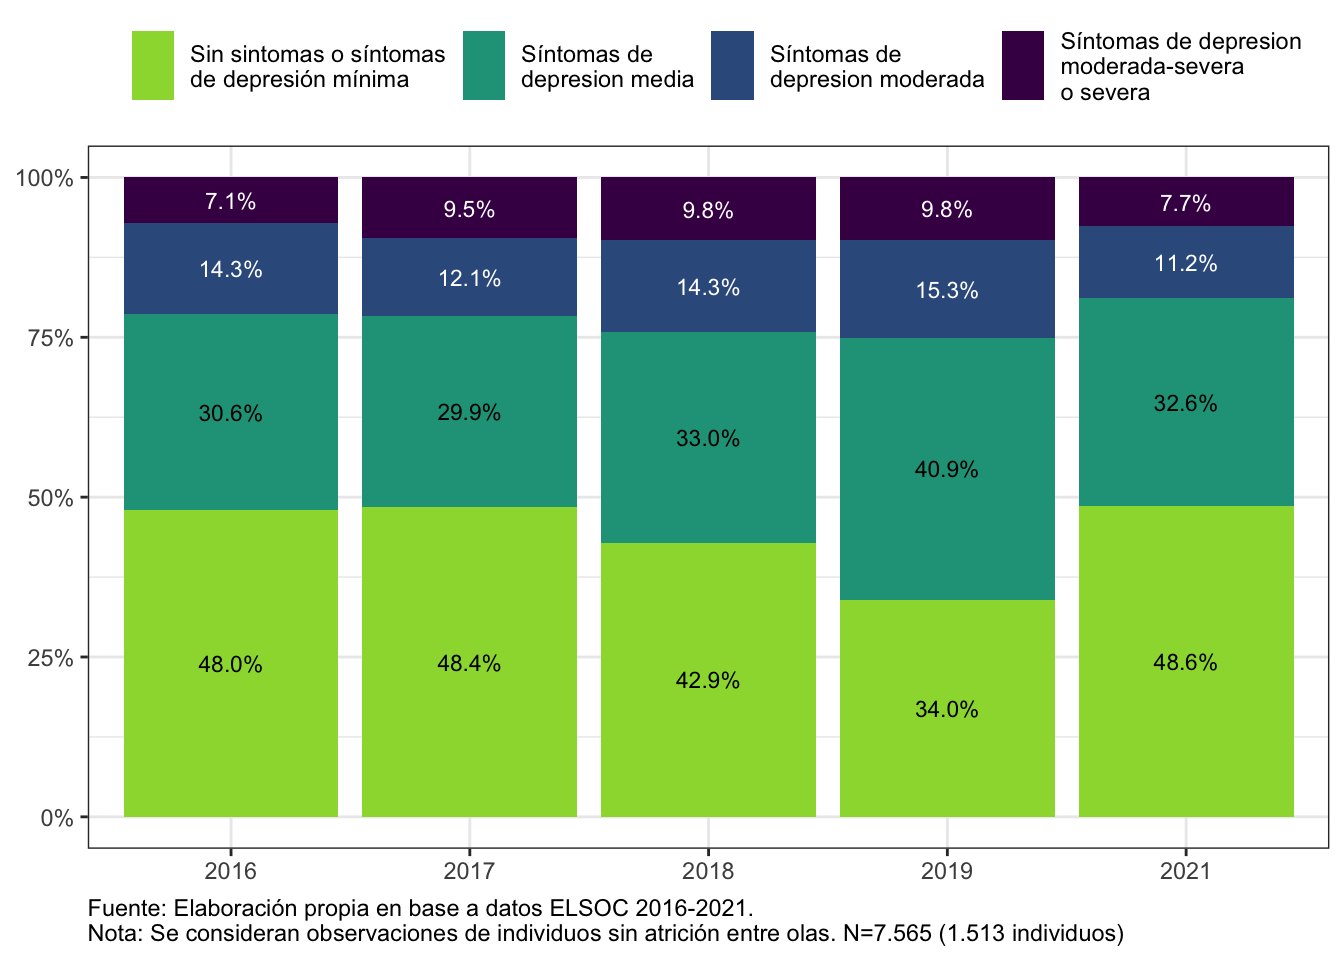 Sin sintomas o síntomas
de depresión mínima
Síntomas de
depresion media
Síntomas de
depresion moderada
Síntomas de depresion
moderada-severa
o severa
100%
75%
50%
25%
0%
7.1%
14.3%
30.6%
48.0%
9.5%
12.1%
29.9%
48.4%
9.8%
14.3%
33.0%
42.9%
9.8%
15.3%
40.9%
34.0%
7.7%
11.2%
32.6%
48.6%
2016
2017
2018
2019
2021
Fuente: Elaboración propia en base a datos ELSOC 2016-2021.
Nota: Se consideran observaciones de individuos sin atrición entre olas. N=7.565 (1.513 individuos)